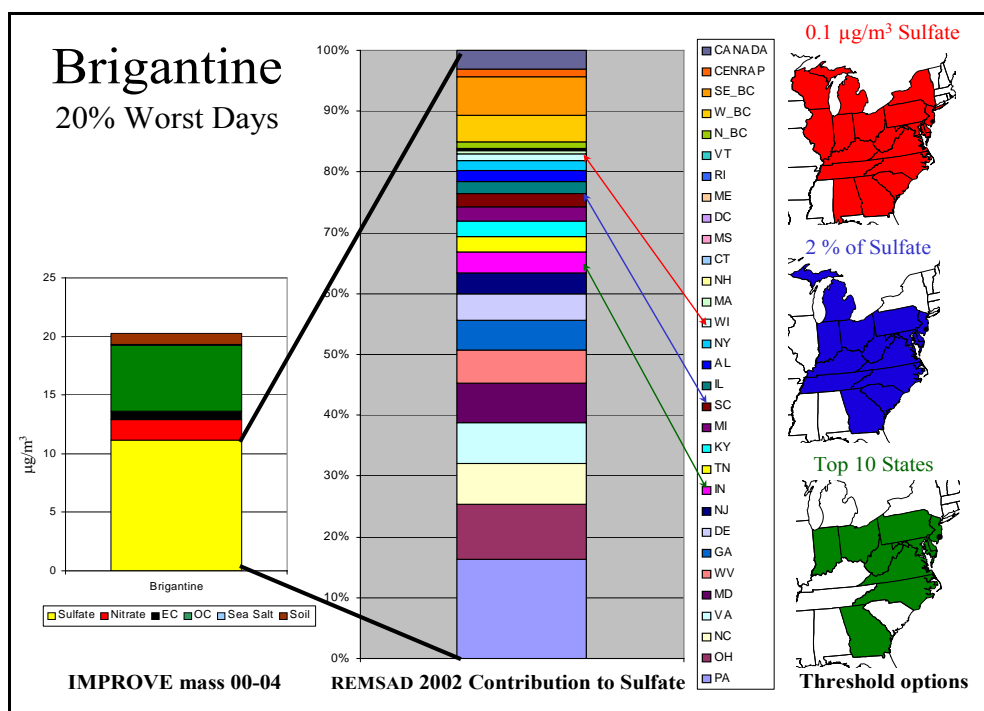 Brigantine
20% Worst Days
25
20
15
10
5
0
µg/m³
Brigantine
Sulfate Nitrate EC OC Sea Salt Soil
IMPROVE mass 00-04
100%
90%
80%
70%
60%
50%
40%
30%
20%
10%
0%
REMSAD 2002 Contribution to Sulfate
CANADA
CENRAP
SE_BC
W_BC
N_BC
VT
RI
ME
DC
MS
CT
NH
MA
WI
NY
AL
IL
SC
MI
KY
TN
IN
NJ
DE
GA
WV
MD
VA
NC
OH
PA
0.1 µg/m³ Sulfate
2 % of Sulfate
Top 10 States
Threshold options